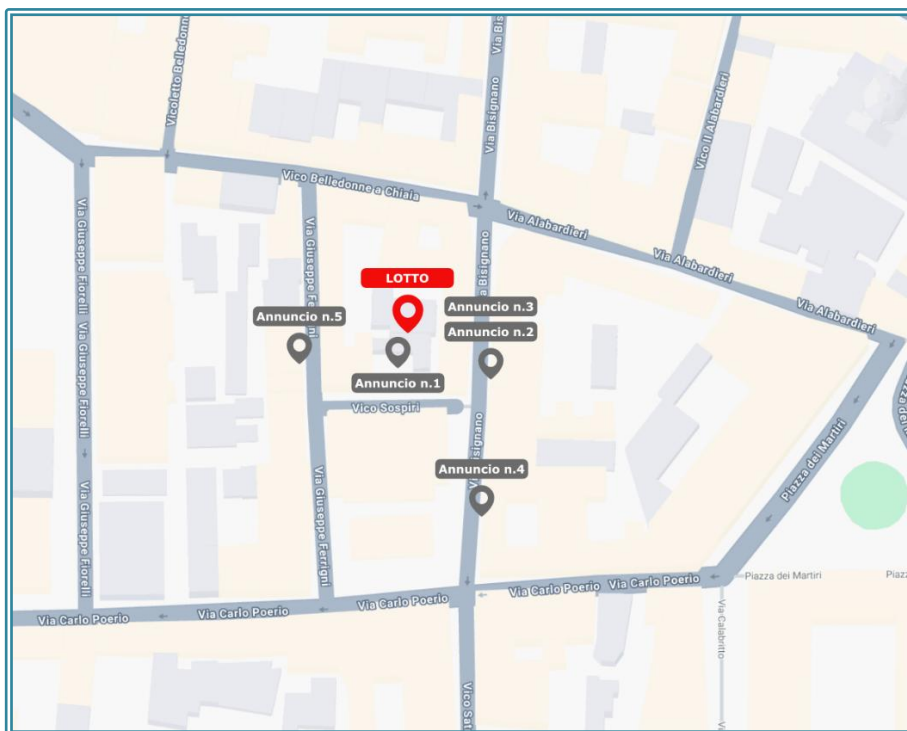 Vicoletto Belledonne
Via Bis
Via Bisignano
Vico II Alabardieri
Vico Belledonne a Chiaia
Via Alabardieri
Via Alabardieri
Via Alabardieri
Via Giuseppe Fiorelli
Via Giuseppe Fiorelli
Via Giuseppe Fiorelli
LOTTO
Annuncio n.5
Annuncio n.3
Annuncio n.2
Annuncio n.1
Vico Sospiri
Annuncio n.4
Piazza dei Martiri
Via Giuseppe Ferrigni
Piazza dei Martiri
Via Carlo Poerio
Via Carlo Poerio
Via Carlo Poerio
Via Carlo Poerio
Via Carlo Poerio
Via Calabritto